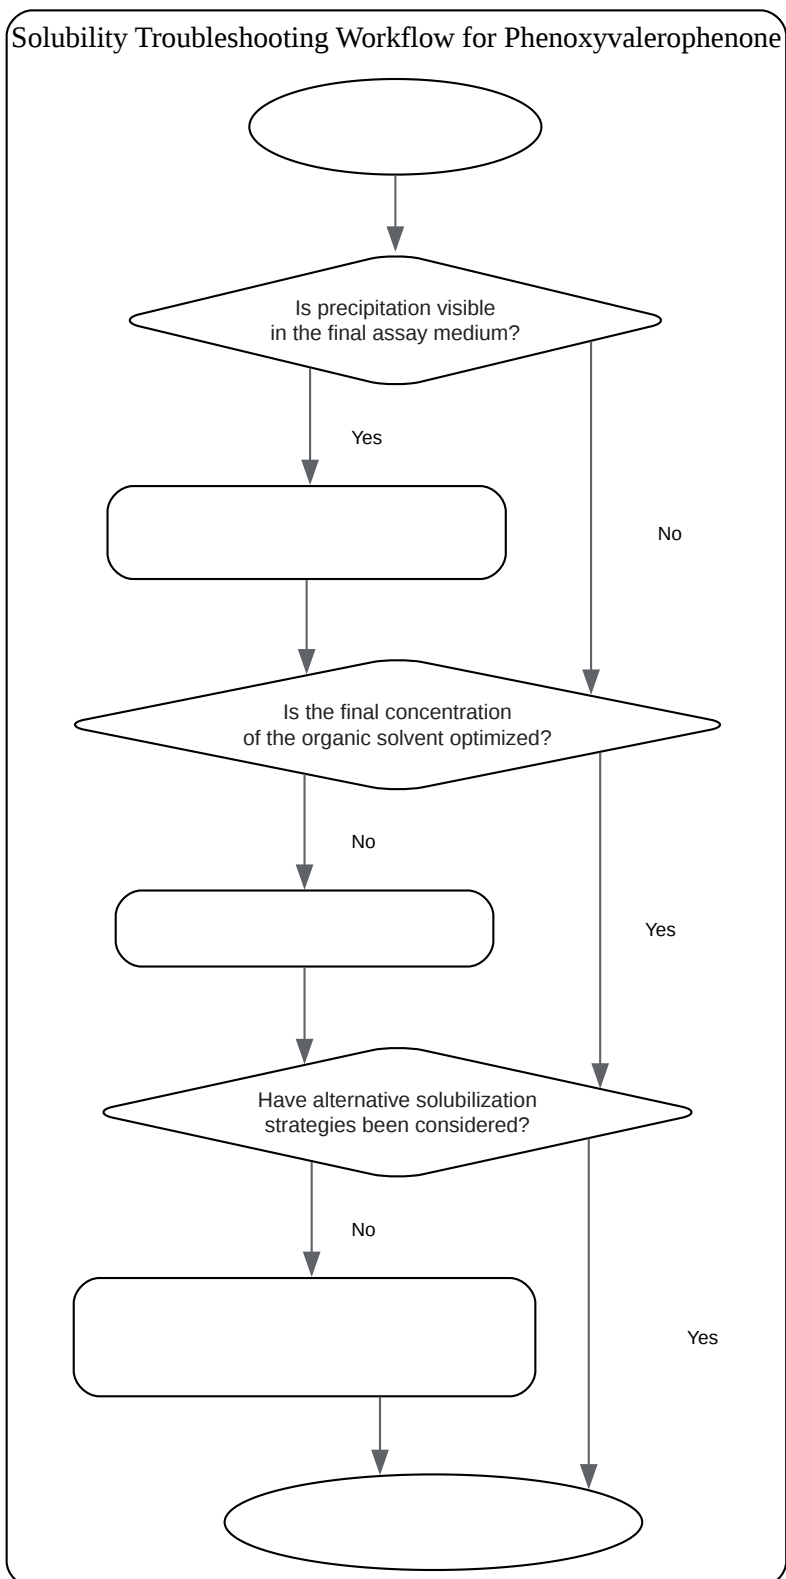 Solubility Troubleshooting Workflow for Phenoxyvalerophenone
Is precipitation visible
in the final assay medium?
Yes
No
Is the final concentration
of the organic solvent optimized?
No
Yes
Have alternative solubilization
strategies been considered?
No
Yes